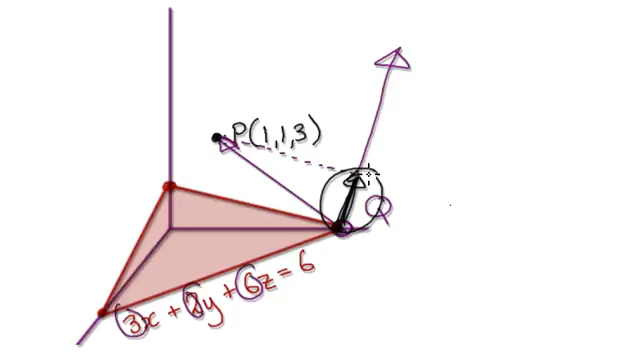 P(1,1,3)
Q
3x + 2y + 6z = 6